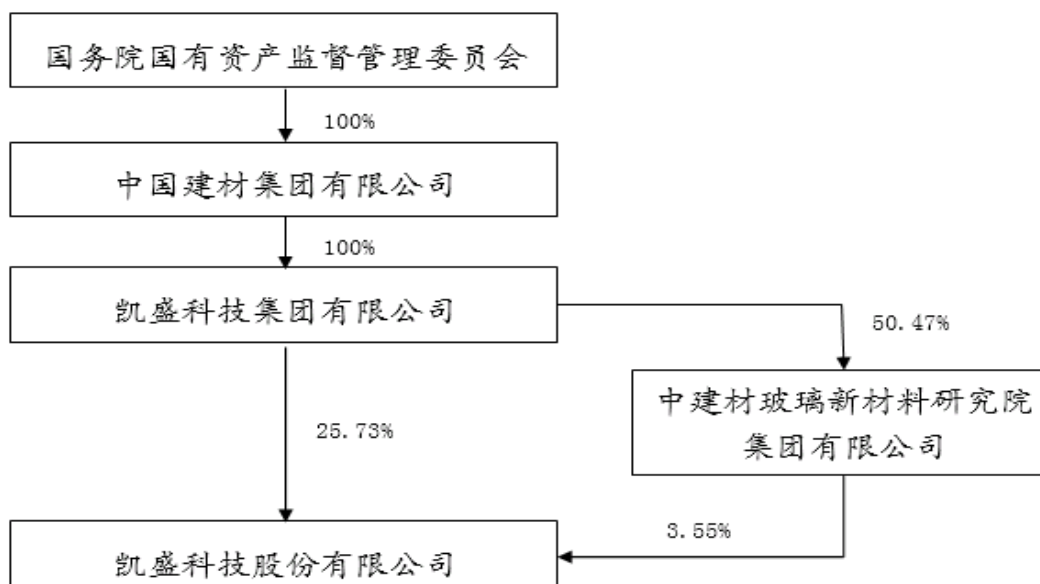 国务院国有资产监督管理委员会
100%
中国建材集团有限公司
100%
凯盛科技集团有限公司
50.47%
中建材玻璃新材料研究院
集团有限公司
25.73%
3.55%
凯盛科技股份有限公司